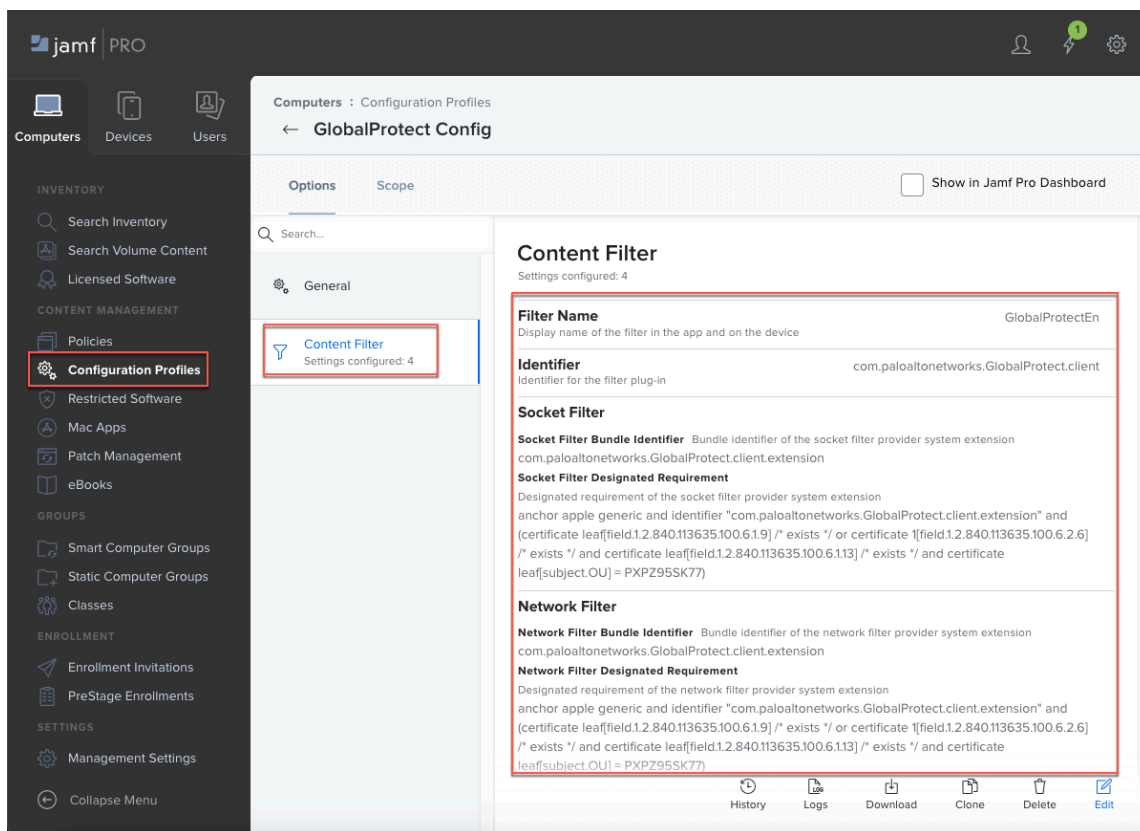 jamf PRO
1
Computers
Devices
Users
INVENTORY
Search Inventory
Search Volume Content
Licensed Software
CONTENT MANAGEMENT
Policies
Configuration Profiles
Restricted Software
Mac Apps
Patch Management
eBooks
GROUPS
Smart Computer Groups
Static Computer Groups
Classes
ENROLLMENT
Enrollment Invitations
PreStage Enrollments
SETTINGS
Management Settings
Collapse Menu
Computers : Configuration Profiles
← GlobalProtect Config
Options
Scope
Show in Jamf Pro Dashboard
Search...
General
Content Filter
Settings configured: 4
Content Filter
Settings configured: 4
Filter Name
GlobalProtectEn
Display name of the filter in the app and on the device
Identifier
com.paloaltonetworks.GlobalProtect.client
Identifier for the filter plug-in
Socket Filter
Socket Filter Bundle Identifier Bundle identifier of the socket filter provider system extension
com.paloaltonetworks.GlobalProtect.client.extension
Socket Filter Designated Requirement
Designated requirement of the socket filter provider system extension
anchor apple generic and identifier "com.paloaltonetworks.GlobalProtect.client.extension" and
(certificate leaf[field.1.2.840.113635.100.6.1.9] /* exists */ or certificate 1[field.1.2.840.113635.100.6.2.6]
/* exists */ and certificate leaf[field.1.2.840.113635.100.6.1.13] /* exists */ and certificate
leaf[subject.OU] = PXPZ95SK77)
Network Filter
Network Filter Bundle Identifier Bundle identifier of the network filter provider system extension
com.paloaltonetworks.GlobalProtect.client.extension
Network Filter Designated Requirement
Designated requirement of the network filter provider system extension
anchor apple generic and identifier "com.paloaltonetworks.GlobalProtect.client.extension" and
(certificate leaf[field.1.2.840.113635.100.6.1.9] /* exists */ or certificate 1[field.1.2.840.113635.100.6.2.6]
/* exists */ and certificate leaf[field.1.2.840.113635.100.6.1.13] /* exists */ and certificate
leaf[subject.OU] = PXPZ95SK77)
History
LOG
Logs
Download
Clone
Delete
Edit